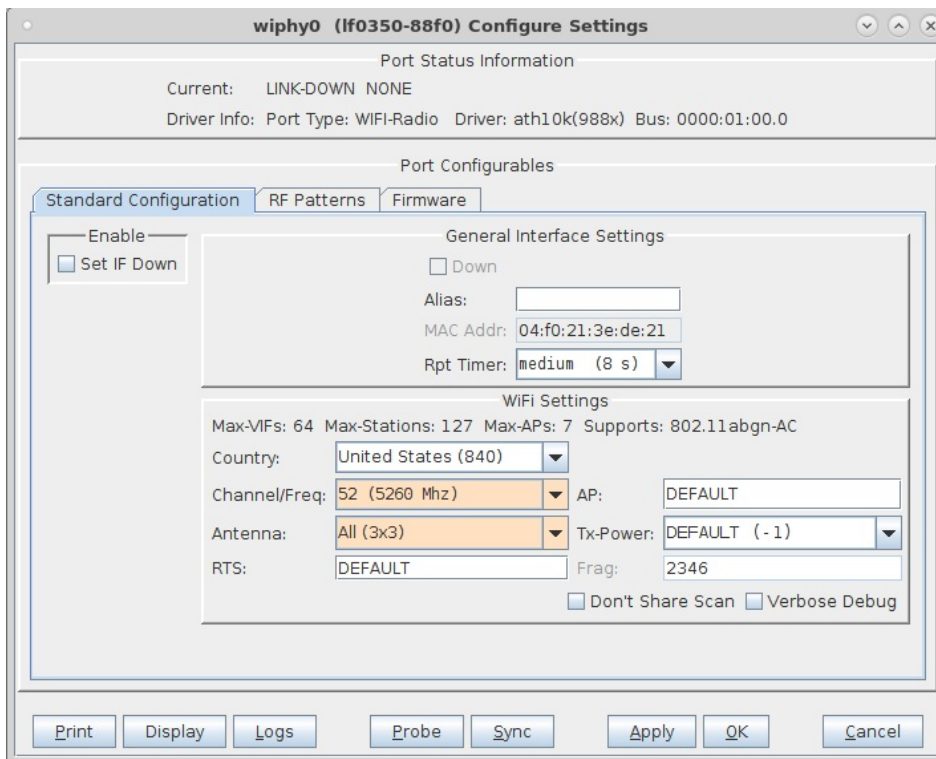 wiphy0 (lf0350-88f0) Configure Settings
Port Status Information
Current: LINK-DOWN NONE
Driver Info: Port Type: WIFI-Radio Driver: ath10k(988x) Bus: 0000:01:00.0
Port Configurables
Standard Configuration RF Patterns Firmware
Enable
Set IF Down
General Interface Settings
Down
Alias:
MAC Addr: 04:f0:21:3e:de:21
Rpt Timer: medium (8 s)
WiFi Settings
Max-VIFs: 64 Max-Stations: 127 Max-APs: 7 Supports: 802.11abgn-AC
Country: United States (840)
Channel/Freq: 52 (5260 Mhz) AP: DEFAULT
Antenna: All (3x3) Tx-Power: DEFAULT (-1)
RTS: DEFAULT Frag: 2346
Don't Share Scan Verbose Debug
Print Display Logs Probe Sync Apply OK Cancel